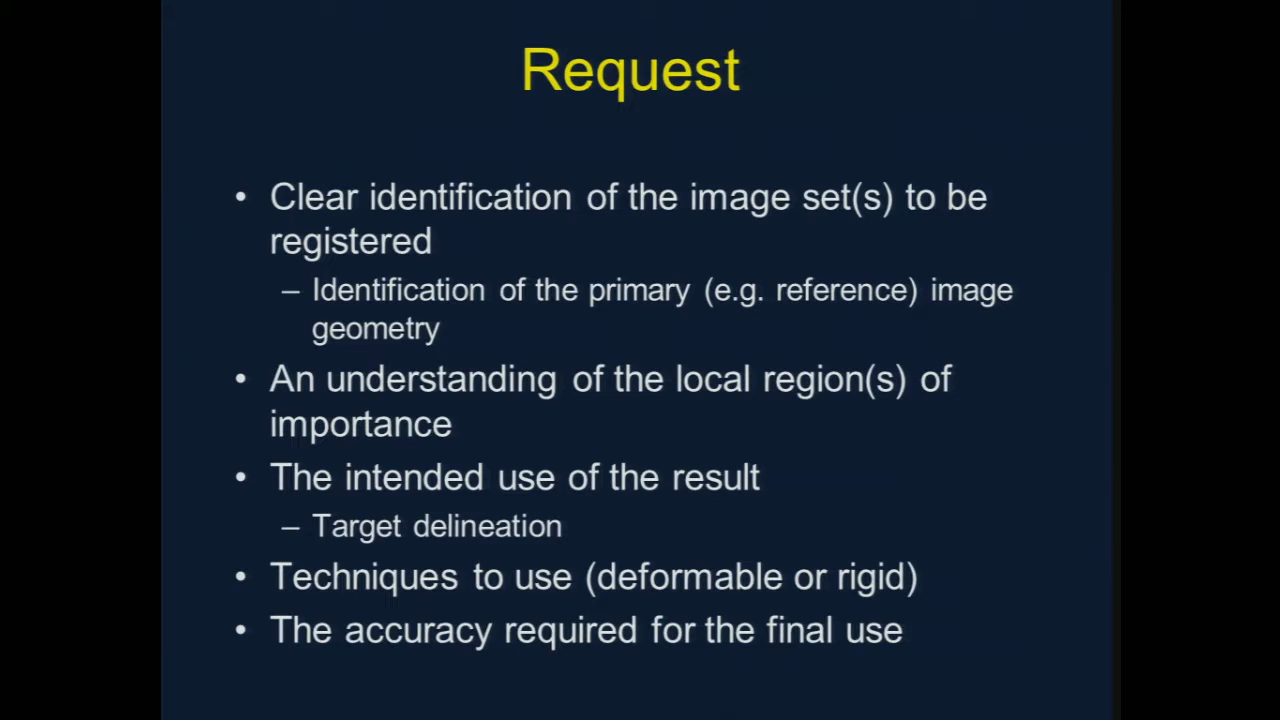 Request
• Clear identification of the image set(s) to be
registered
– Identification of the primary (e.g. reference) image
geometry
• An understanding of the local region(s) of
importance
• The intended use of the result
– Target delineation
• Techniques to use (deformable or rigid)
• The accuracy required for the final use